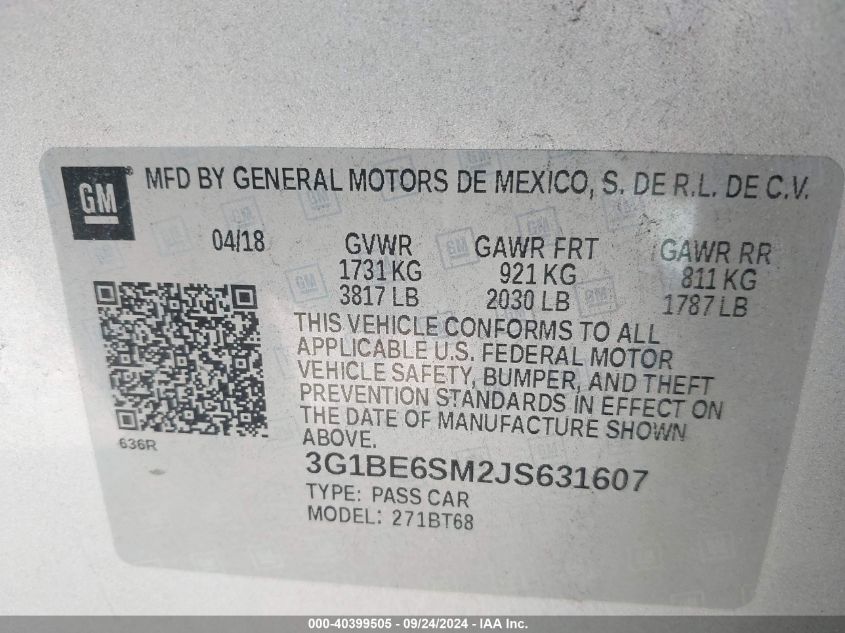 GM
MFD BY GENERAL MOTORS DE MEXICO, S. DE R.L. DE C.V.
04/18 GVWR GAWR FRT GAWR RR
1731 KG 921 KG 811 KG
3817 LB 2030 LB 1787 LB
THIS VEHICLE CONFORMS TO ALL
APPLICABLE U.S. FEDERAL MOTOR
VEHICLE SAFETY, BUMPER, AND THEFT
PREVENTION STANDARDS IN EFFECT ON
THE DATE OF MANUFACTURE SHOWN
ABOVE.
636R
3G1BE6SM2JS631607
TYPE: PASS CAR
MODEL: 271BT68
000-40399505 - 09/24/2024 - IAA Inc.